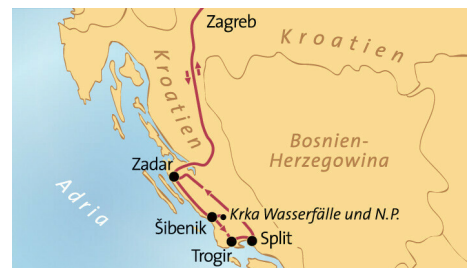 Zagreb
Kroatien
Kroatien
Bosnien-
Herzegowina
Zadar
Adria
Krka Wasserfälle und N.P.
Šibenik
Split
Trogir